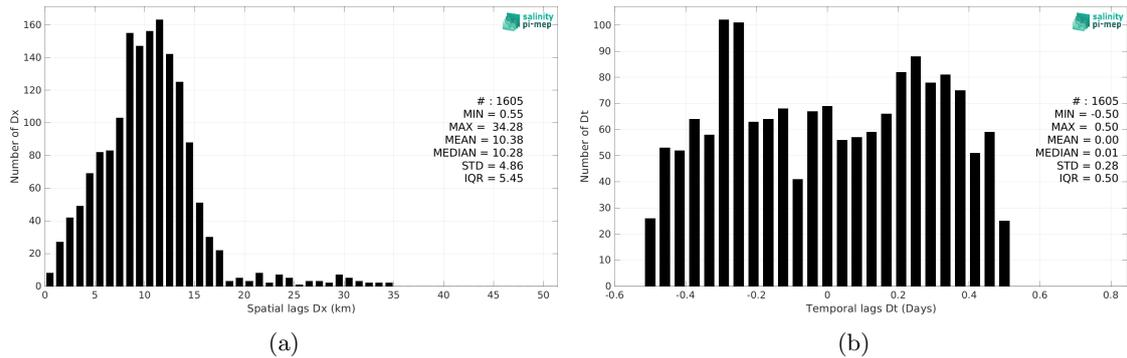 salinity
pi-mep
# : 1605
MIN = 0.55
MAX = 34.28
MEAN = 10.38
MEDIAN = 10.28
STD = 4.86
IQR = 5.45
Number of Dx
160
140
120
100
80
60
40
20
0
0 5 10 15 20 25 30 35 40 45 50
Spatial lags Dx (km)
(a)
salinity
pi-mep
# : 1605
MIN = -0.50
MAX = 0.50
MEAN = 0.00
MEDIAN = 0.01
STD = 0.28
IQR = 0.50
Number of Dt
100
90
80
70
60
50
40
30
20
10
0
-0.6 -0.4 -0.2 0 0.2 0.4 0.6 0.8
Temporal lags Dt (Days)
(b)